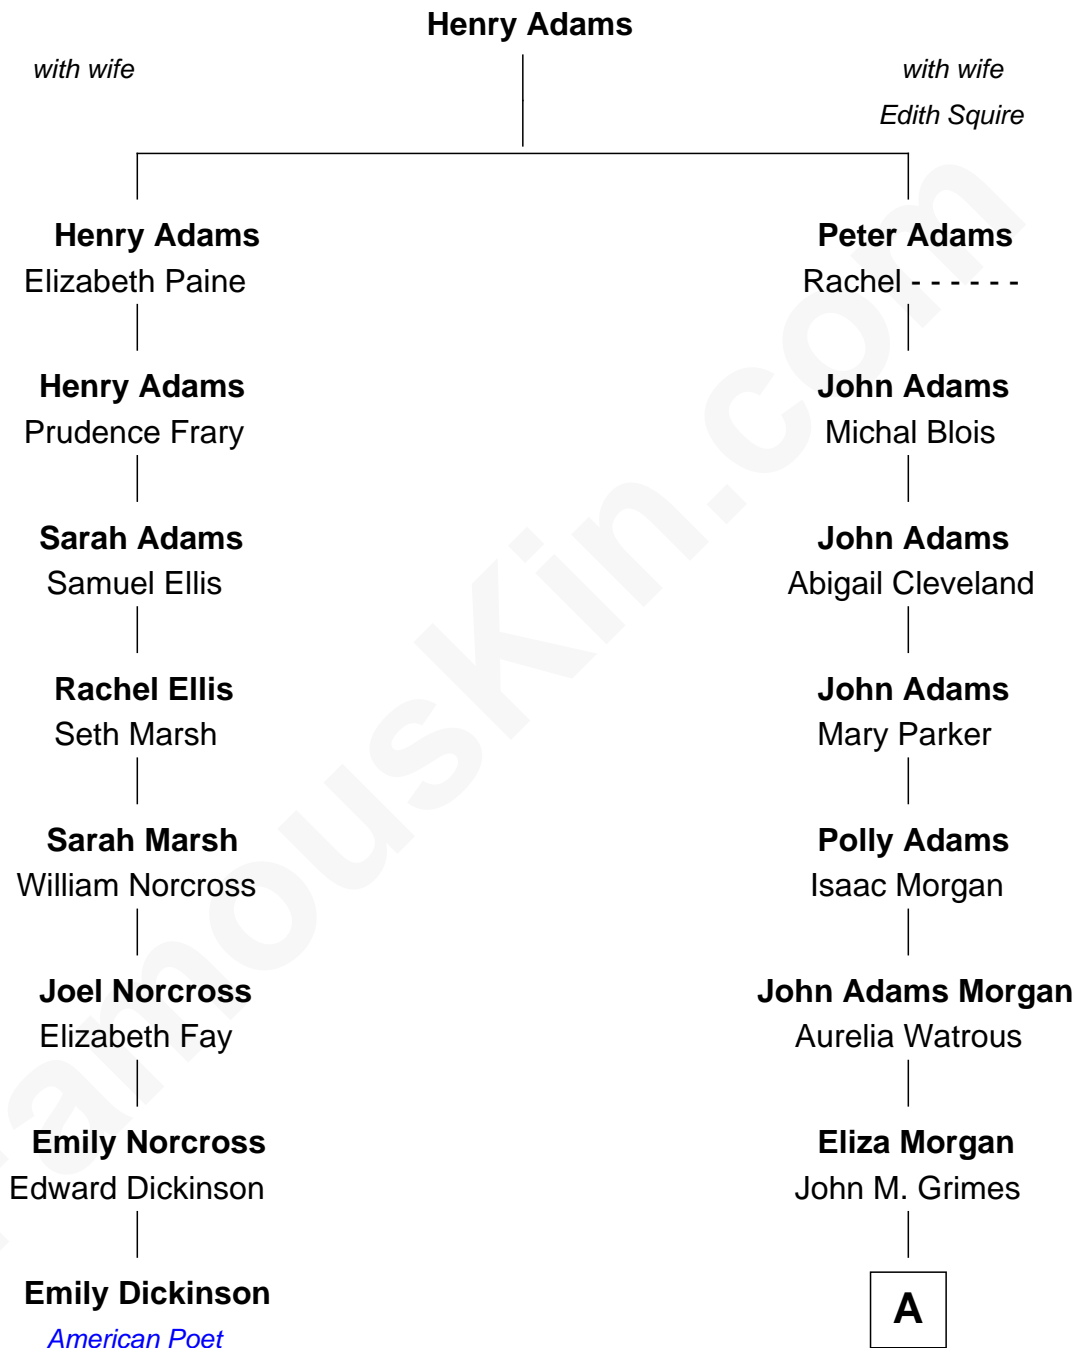 Henry Adams
with wife
with wife
Edith Squire
Henry Adams
Elizabeth Paine
Peter Adams
Rachel - - - - - -
Henry Adams
Prudence Frary
John Adams
Michal Blois
Sarah Adams
Samuel Ellis
John Adams
Abigail Cleveland
Rachel Ellis
Seth Marsh
John Adams
Mary Parker
Sarah Marsh
William Norcross
Polly Adams
Isaac Morgan
Joel Norcross
Elizabeth Fay
John Adams Morgan
Aurelia Watrous
Emily Norcross
Edward Dickinson
Eliza Morgan
John M. Grimes
Emily Dickinson
American Poet
A
FamousKin.com